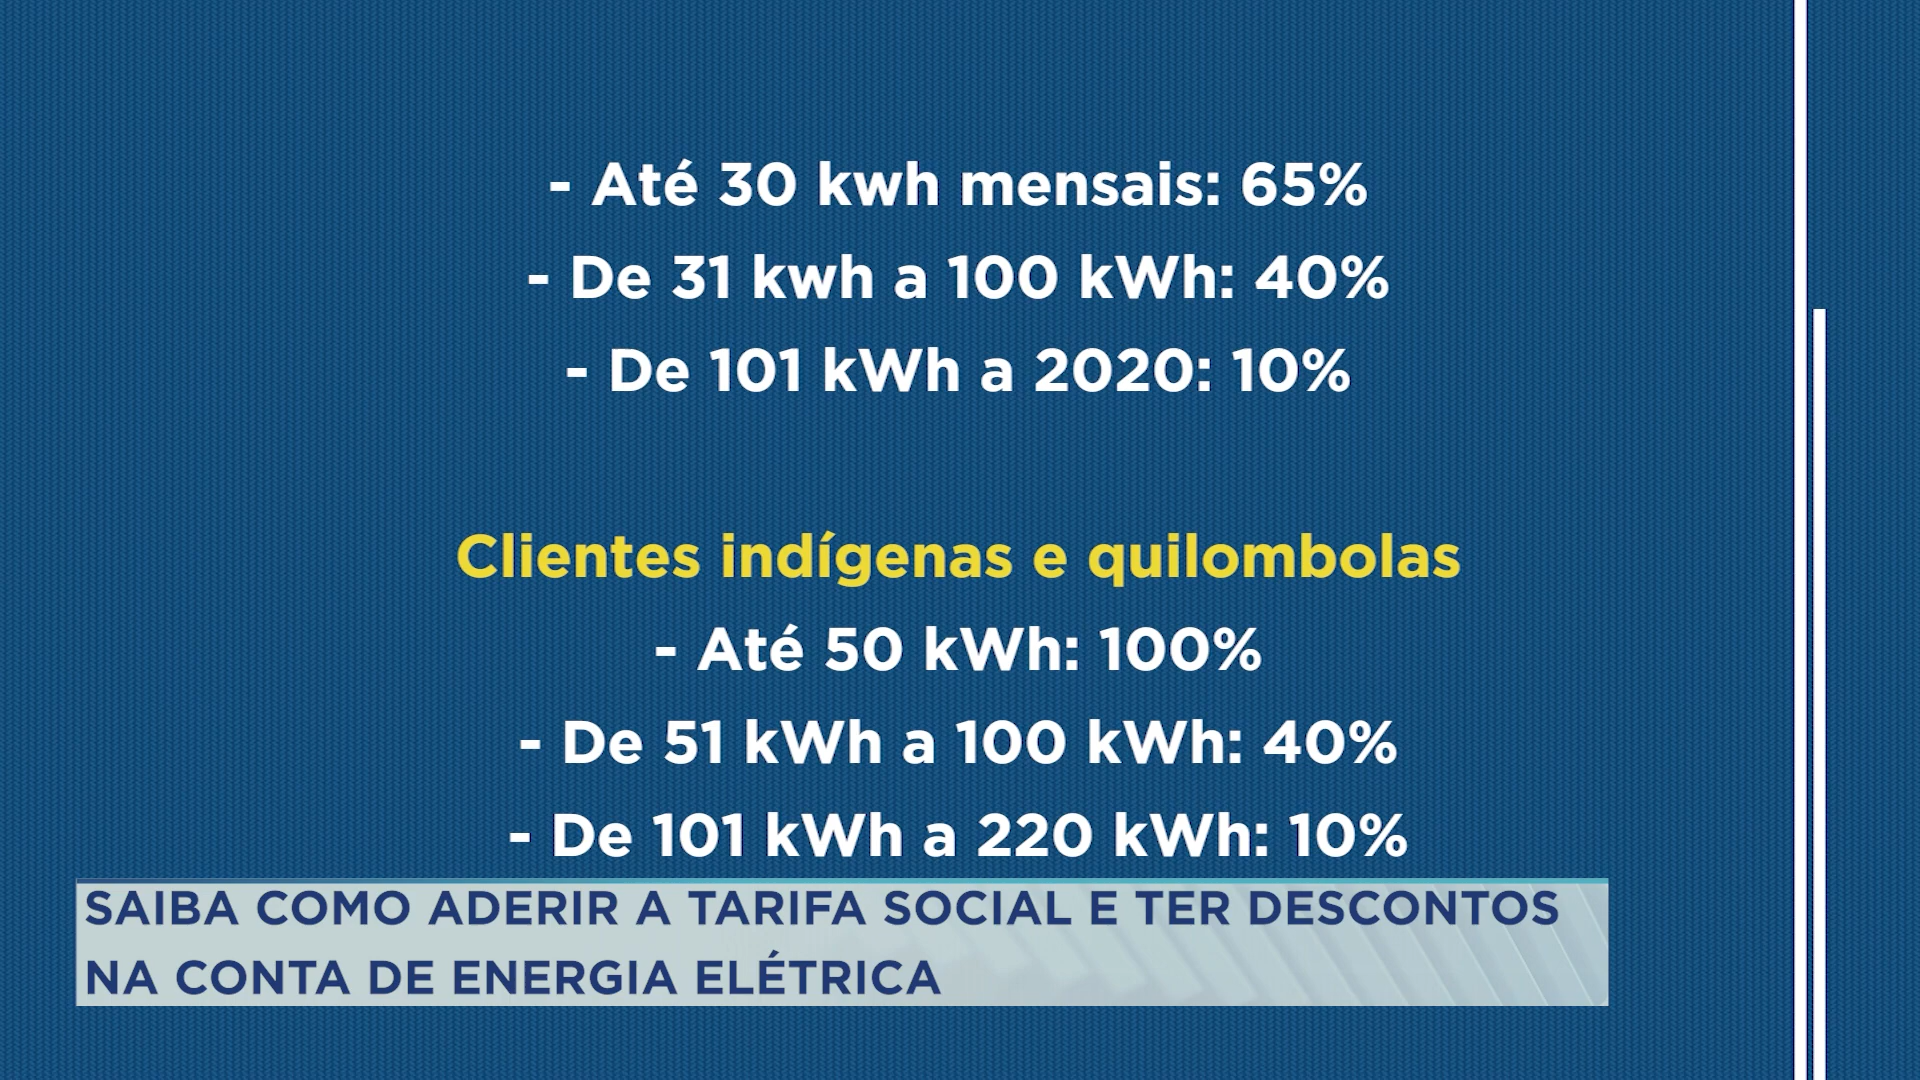 - Até 30 kwh mensais: 65%
- De 31 kwh a 100 kWh: 40%
- De 101 kWh a 2020: 10%
Clientes indígenas e quilombolas
- Até 50 kWh: 100%
- De 51 kWh a 100 kWh: 40%
- De 101 kWh a 220 kWh: 10%
SAIBA COMO ADERIR A TARIFA SOCIAL E TER DESCONTOS
NA CONTA DE ENERGIA ELÉTRICA